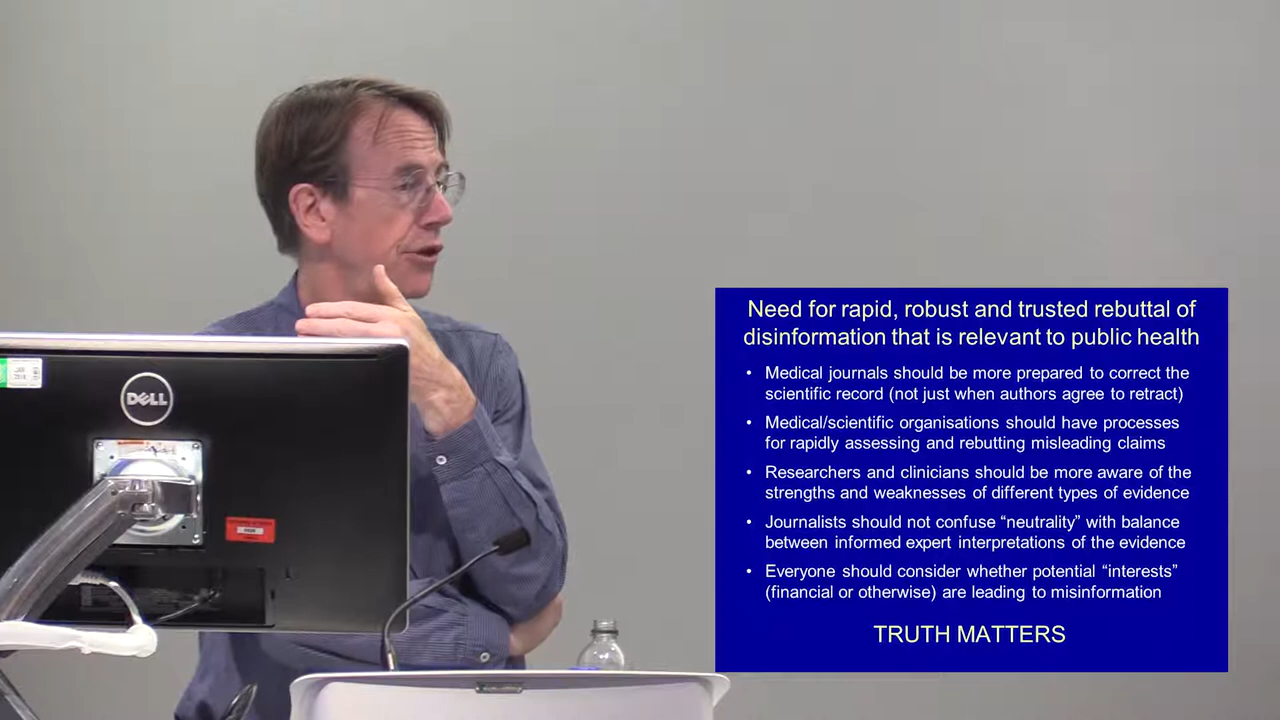 DELL
Need for rapid, robust and trusted rebuttal of
disinformation that is relevant to public health
• Medical journals should be more prepared to correct the
scientific record (not just when authors agree to retract)
• Medical/scientific organisations should have processes
for rapidly assessing and rebutting misleading claims
• Researchers and clinicians should be more aware of the
strengths and weaknesses of different types of evidence
• Journalists should not confuse “neutrality” with balance
between informed expert interpretations of the evidence
• Everyone should consider whether potential “interests”
(financial or otherwise) are leading to misinformation
TRUTH MATTERS